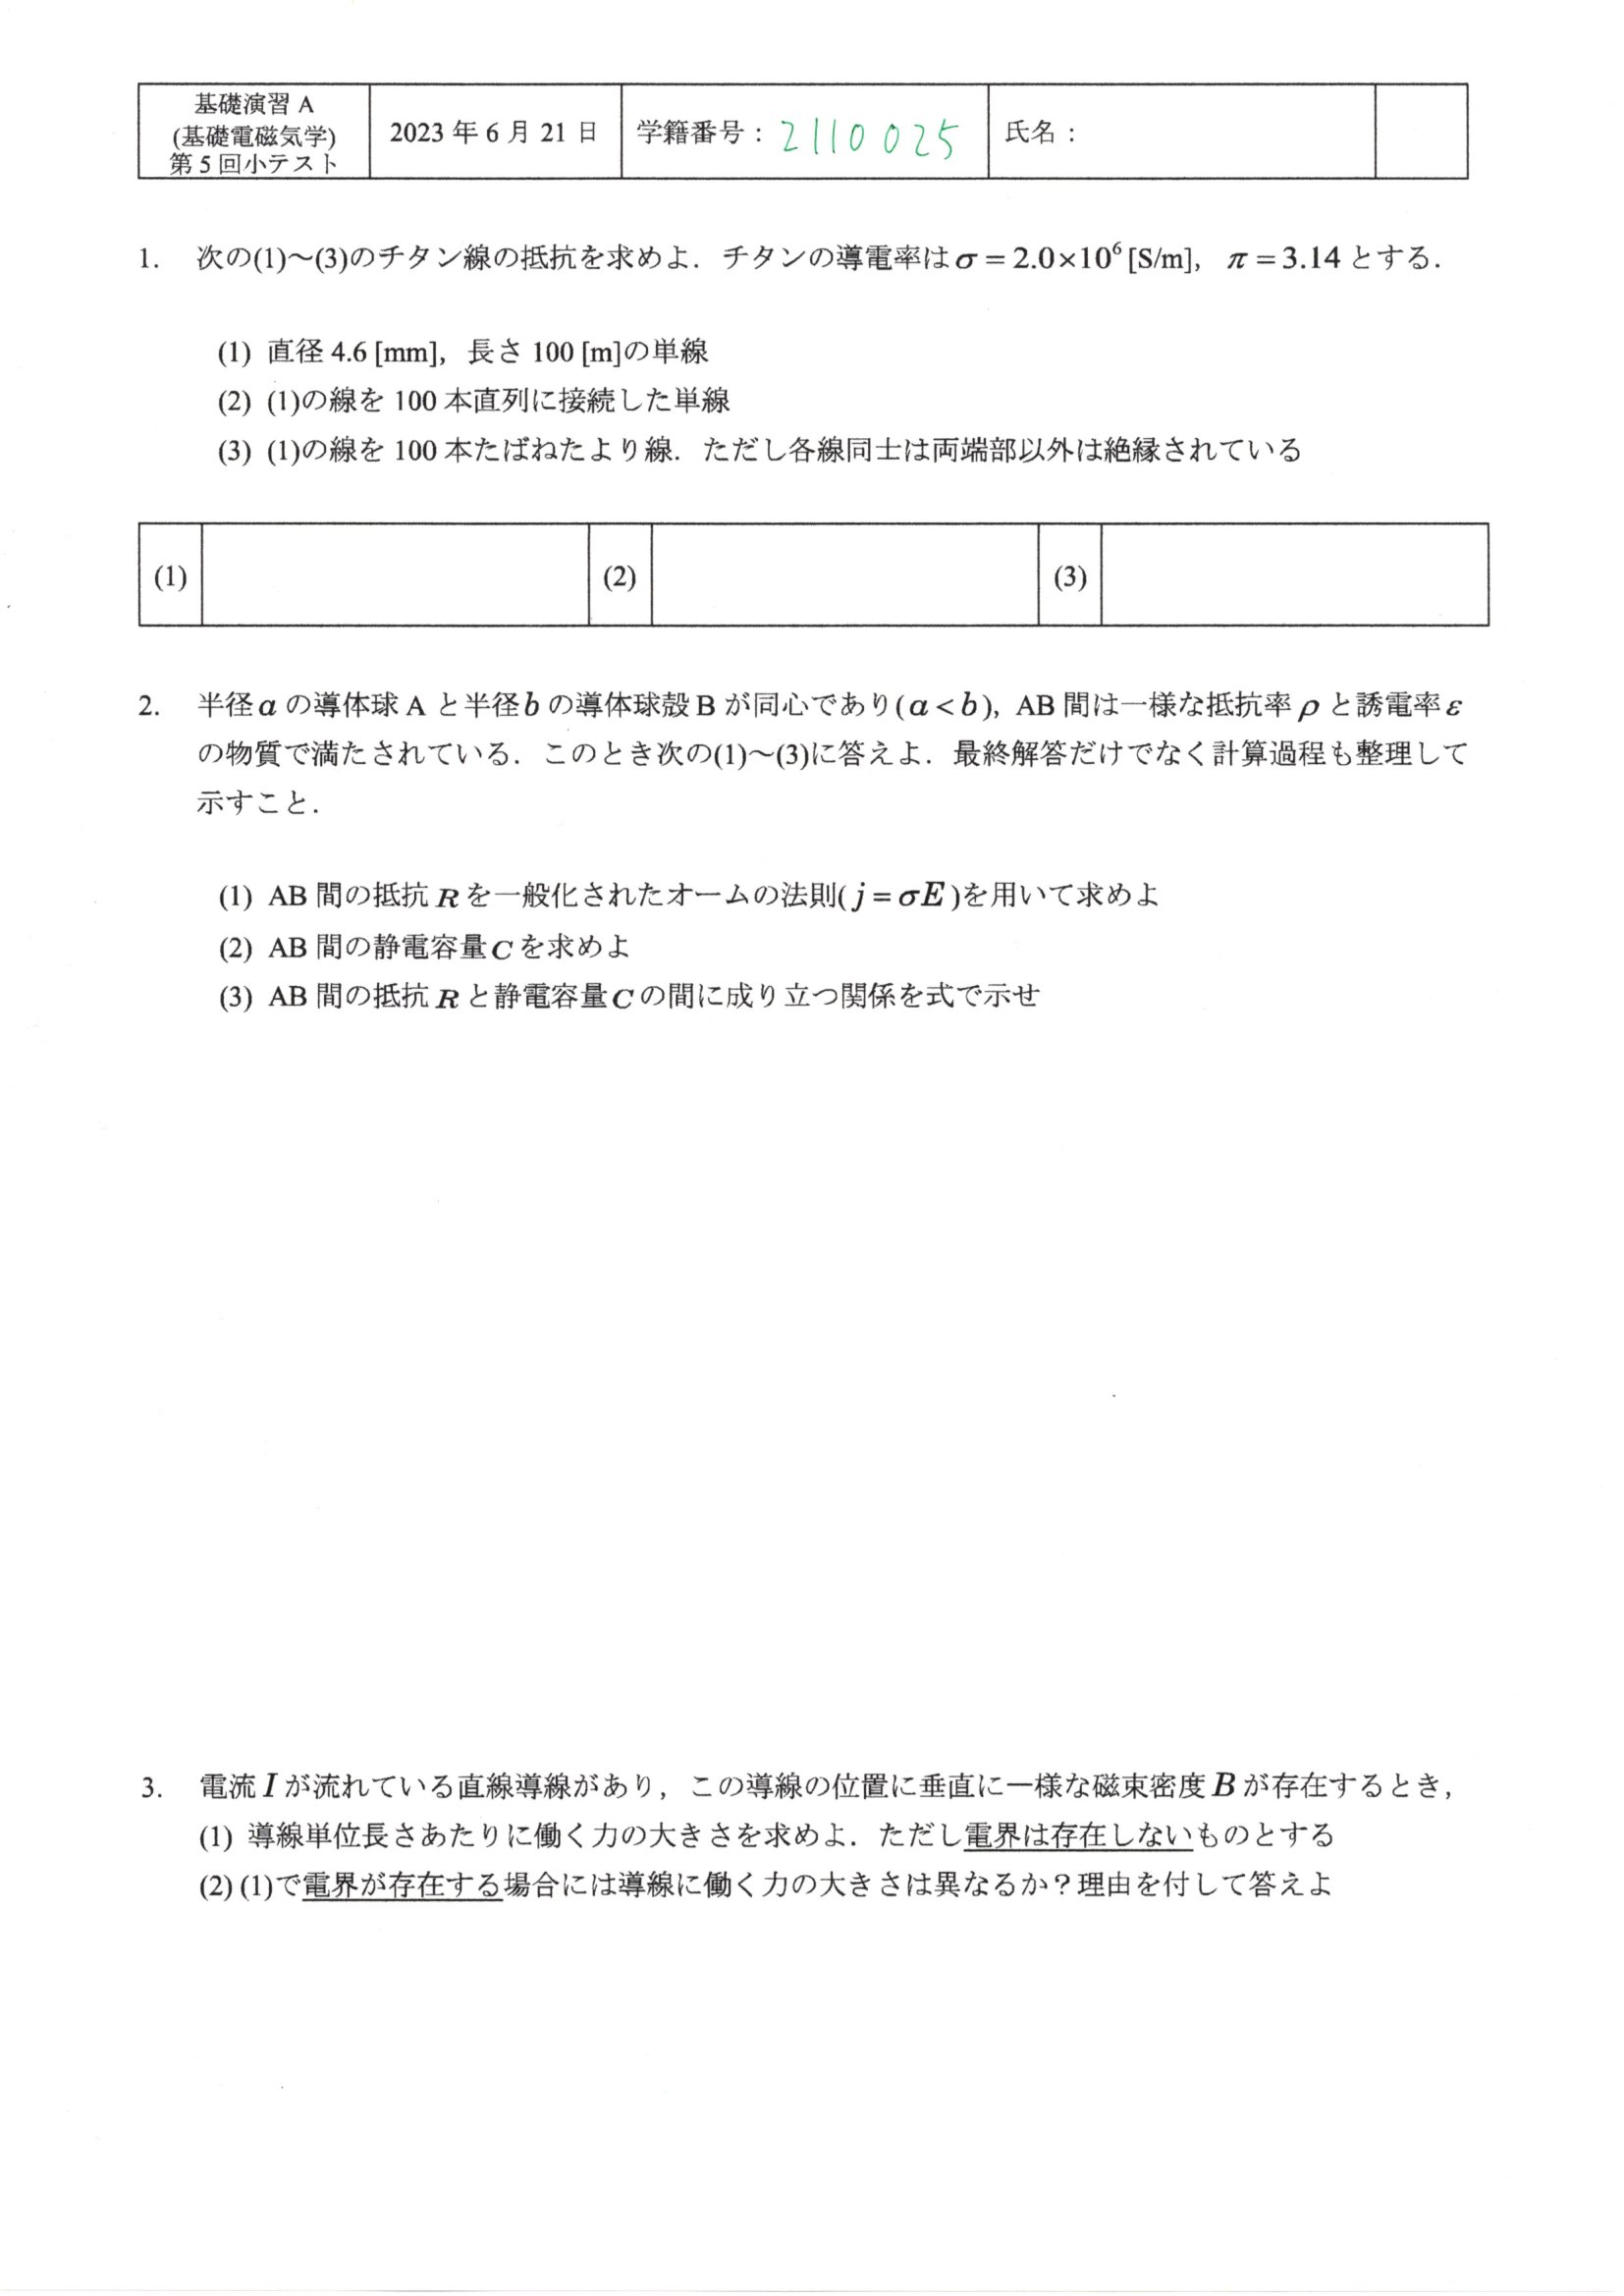 基礎演習 A
(基礎電磁気学)
第 5 回小テスト
2023 年 6 月 21 日
学籍番号：2110025
氏名：
1. 次の(1)～(3)のチタン線の抵抗を求めよ．チタンの導電率はσ = 2.0×10⁶ [S/m]， π = 3.14 とする．
(1) 直径 4.6 [mm]，長さ 100 [m]の単線
(2) (1)の線を 100 本直列に接続した単線
(3) (1)の線を 100 本たばねたより線．ただし各線同士は両端部以外は絶縁されている
(1)
(2)
(3)
2. 半径 a の導体球 A と半径 b の導体球殻 B が同心であり( a < b )，AB 間は一様な抵抗率 ρ と誘電率 ε
の物質で満たされている．このとき次の(1)～(3)に答えよ．最終解答だけでなく計算過程も整理して
示すこと．
(1) AB 間の抵抗 R を一般化されたオームの法則( j = σE )を用いて求めよ
(2) AB 間の静電容量 C を求めよ
(3) AB 間の抵抗 R と静電容量 C の間に成り立つ関係を式で示せ
3. 電流 I が流れている直線導線があり，この導線の位置に垂直に一様な磁束密度 B が存在するとき，
(1) 導線単位長さあたりに働く力の大きさを求めよ．ただし電界は存在しないものとする
(2) (1)で電界が存在する場合には導線に働く力の大きさは異なるか？理由を付して答えよ